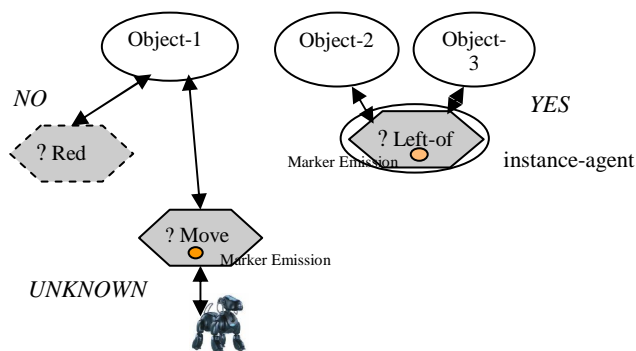 Object-1
Object-2
Object-
3
NO
YES
? Red
? Left-of
Marker Emission
instance-agent
? Move
Marker Emission
UNKNOWN